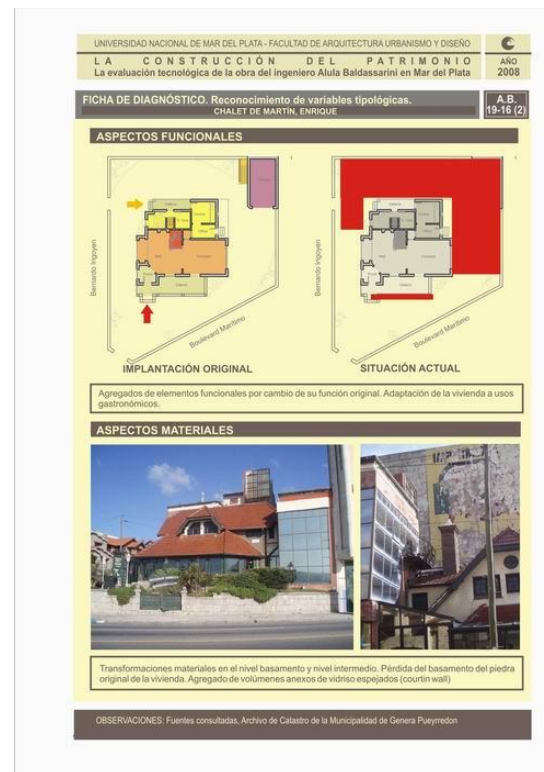 UNIVERSIDAD NACIONAL DE MAR DEL PLATA - FACULTAD DE ARQUITECTURA URBANISMO Y DISEÑO
LA CONSTRUCCIÓN DEL PATRIMONIO
La evaluación tecnológica de la obra del ingeniero Alula Baldassarini en Mar del Plata
AÑO
2008
FICHA DE DIAGNÓSTICO. Reconocimiento de variables tipológicas.
CHALET DE MARTÍN, ENRIQUE
A.B.
19-16 (2)
ASPECTOS FUNCIONALES
Bernardo Irigoyen
Boulevard Marítimo
IMPLANTACIÓN ORIGINAL
Bernardo Irigoyen
Boulevard Marítimo
SITUACIÓN ACTUAL
Agregados de elementos funcionales por cambio de su función original. Adaptación de la vivienda a usos
gastronómicos.
ASPECTOS MATERIALES
Transformaciones materiales en el nivel basamento y nivel intermedio. Pérdida del basamento del piedra
original de la vivienda. Agregado de volúmenes anexos de vidriso espejados (courtin wall)
OBSERVACIONES: Fuentes consultadas, Archivo de Catastro de la Municipalidad de Genera Pueyrredon